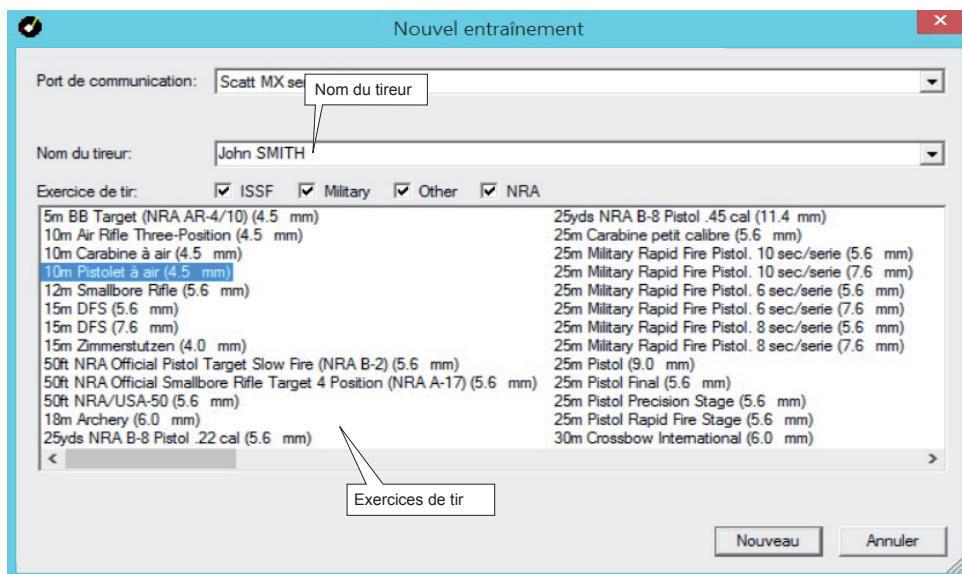 Nouvel entraînement
Port de communication: Scatt MX se
Nom du tireur
Nom du tireur: John SMITH
Exercice de tir: ISSF Military Other NRA
5m BB Target (NRA AR-4/10) (4.5 mm)
10m Air Rifle Three-Position (4.5 mm)
10m Carabine à air (4.5 mm)
10m Pistolet à air (4.5 mm)
12m Smallbore Rifle (5.6 mm)
15m DFS (5.6 mm)
15m DFS (7.6 mm)
15m Zimmerstutzen (4.0 mm)
50ft NRA Official Pistol Target Slow Fire (NRA B-2) (5.6 mm)
50ft NRA Official Smallbore Rifle Target 4 Position (NRA A-17) (5.6 mm)
50ft NRA/USA-50 (5.6 mm)
18m Archery (6.0 mm)
25yds NRA B-8 Pistol .22 cal (5.6 mm)
25yds NRA B-8 Pistol .45 cal (11.4 mm)
25m Carabine petit calibre (5.6 mm)
25m Military Rapid Fire Pistol. 10 sec/serie (5.6 mm)
25m Military Rapid Fire Pistol. 10 sec/serie (7.6 mm)
25m Military Rapid Fire Pistol. 6 sec/serie (5.6 mm)
25m Military Rapid Fire Pistol. 6 sec/serie (7.6 mm)
25m Military Rapid Fire Pistol. 8 sec/serie (5.6 mm)
25m Military Rapid Fire Pistol. 8 sec/serie (7.6 mm)
25m Pistol (9.0 mm)
25m Pistol Final (5.6 mm)
25m Pistol Precision Stage (5.6 mm)
25m Pistol Rapid Fire Stage (5.6 mm)
30m Crossbow International (6.0 mm)
Exercices de tir
Nouveau Annuler